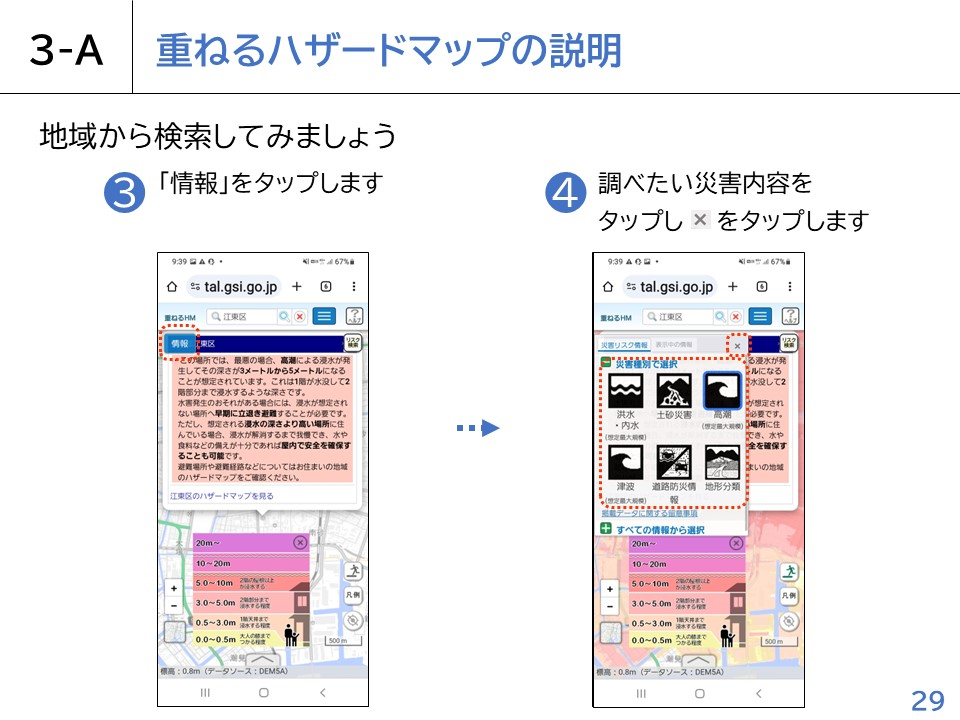 3-A
重ねるハザードマップの説明
地域から検索してみましょう
❸
「情報」をタップします
❹
調べたい災害内容を
タップし × をタップします
9:39
67%
tal.gsi.go.jp
6
重ねるHM
江東区
ヘルプ
情報
江東区
リスク
検索
この場所では、最悪の場合、高潮による浸水が発
生してその深さが3メートルから5メートルになる
ことが想定されています。これは1階が水没して2
階部分まで浸水するような深さです。
水害発生のおそれがある場合には、浸水が想定され
ない場所へ早期に立退き避難することが必要です。
ただし、想定される浸水の深さより高い場所に住
んでいる場合、浸水が解消するまで我慢でき、水や
食料などの備えが十分であれば屋内で安全を確保す
ることも可能です。
避難場所や避難経路などについてはお住まいの地域
のハザードマップをご確認ください。
江東区のハザードマップを見る
20m~
10~20m
5.0~10m 2階の屋根以上
が浸水する
3.0~5.0m 2階部分まで
浸水する程度
0.5~3.0m 1階天井まで
浸水する程度
0.0~0.5m 大人の膝まで
つかる程度
+
−
凡例
500 m
標高:0.8m(データソース:DEM5A)
9:39
67%
tal.gsi.go.jp
6
重ねるHM
江東区
ヘルプ
災害リスク情報
表示中の情報
×
リスク
検索
災害種別で選択
洪水
・内水
(想定最大規模)
土砂災害
高潮
(想定最大規模)
津波
(想定最大規模)
道路防災情
報
地形分類
掲載データに関する留意事項
すべての情報から選択
20m~
10~20m
5.0~10m 2階の屋根以上
が浸水する
3.0~5.0m 2階部分まで
浸水する程度
0.5~3.0m 1階天井まで
浸水する程度
0.0~0.5m 大人の膝まで
つかる程度
+
−
凡例
500 m
標高:0.8m(データソース:DEM5A)
29